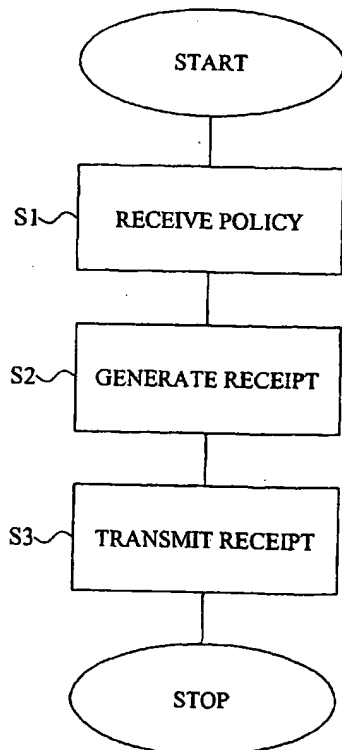 START
S1 RECEIVE POLICY
S2 GENERATE RECEIPT
S3 TRANSMIT RECEIPT
STOP